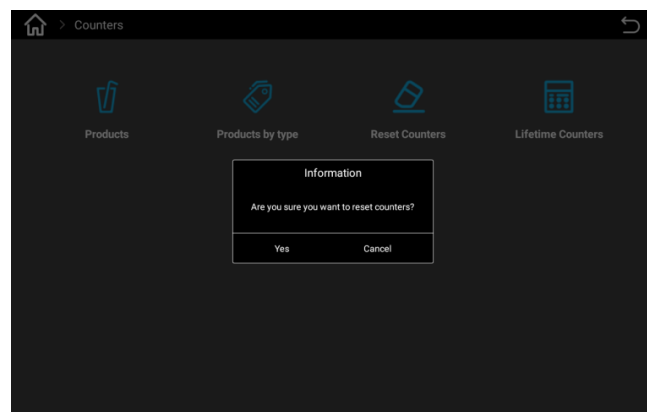 > Counters
Products
Products by type
Reset Counters
Lifetime Counters
Information
Are you sure you want to reset counters?
Yes
Cancel